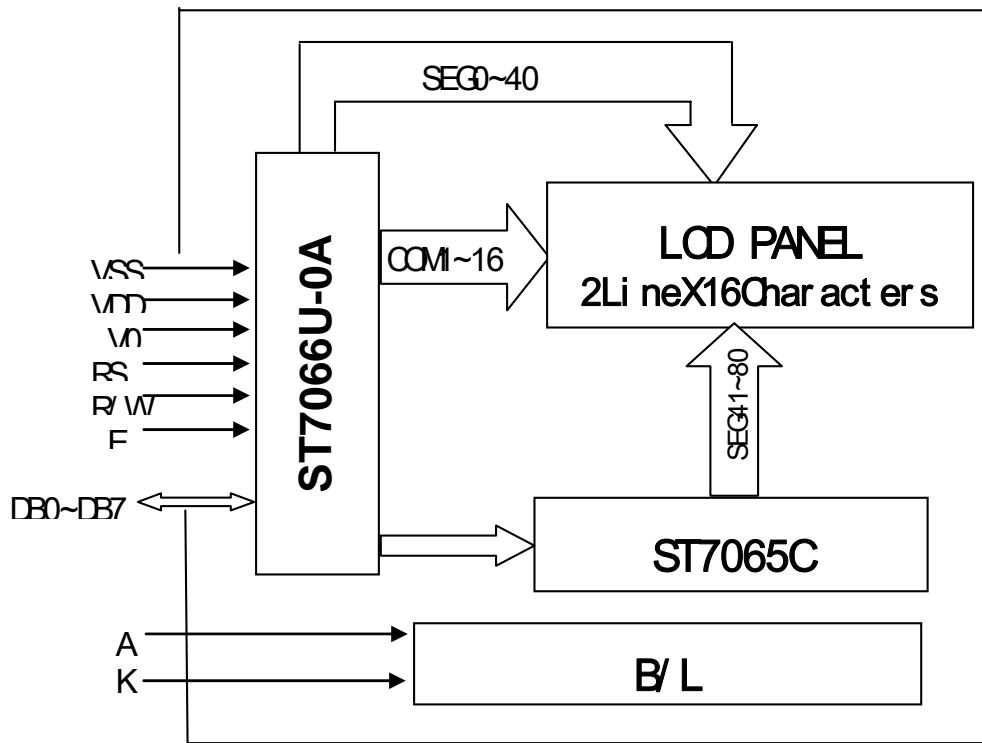 SEG0~40
ST7066U-0A
COM1~16
LCD PANEL
2LineX16Characters
VSS
VDD
V0
RS
R/W
E
SEG41~80
DB0~DB7
ST7065C
A
K
B/L